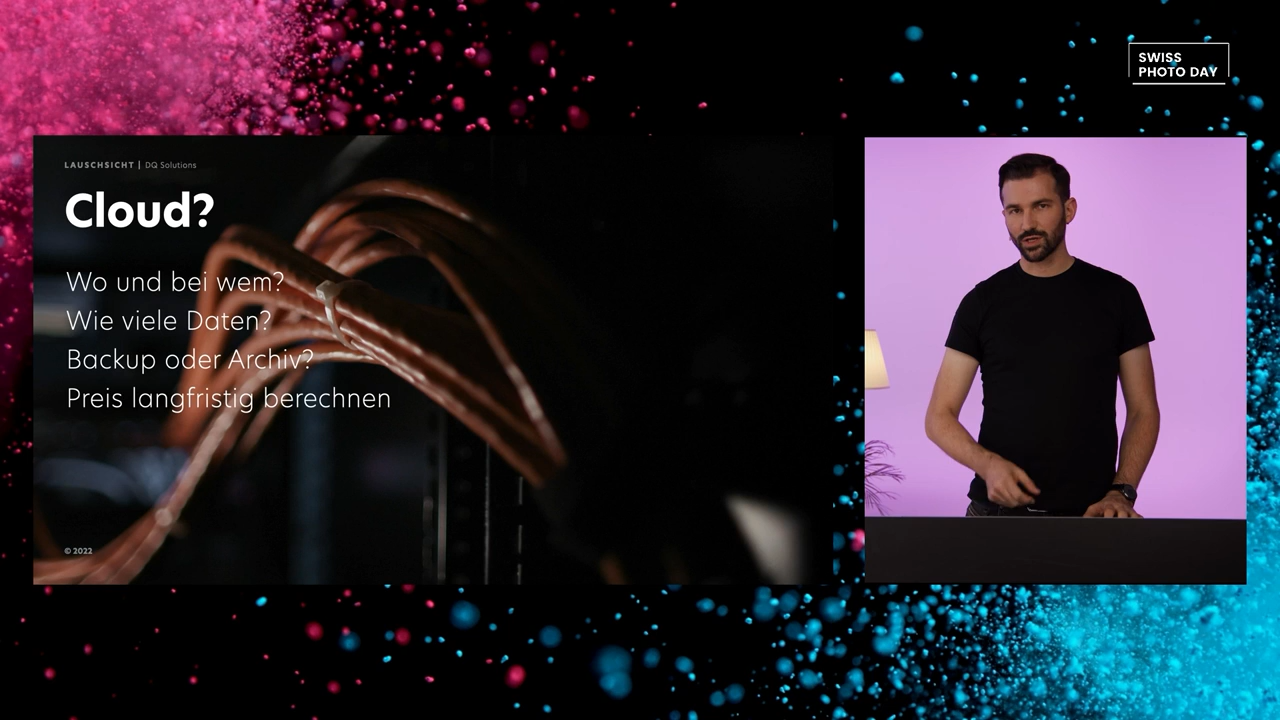 SWISS
PHOTO DAY
LAUSCHSICHT | DQ Solutions
Cloud?
Wo und bei wem?
Wie viele Daten?
Backup oder Archiv?
Preis langfristig berechnen
© 2022